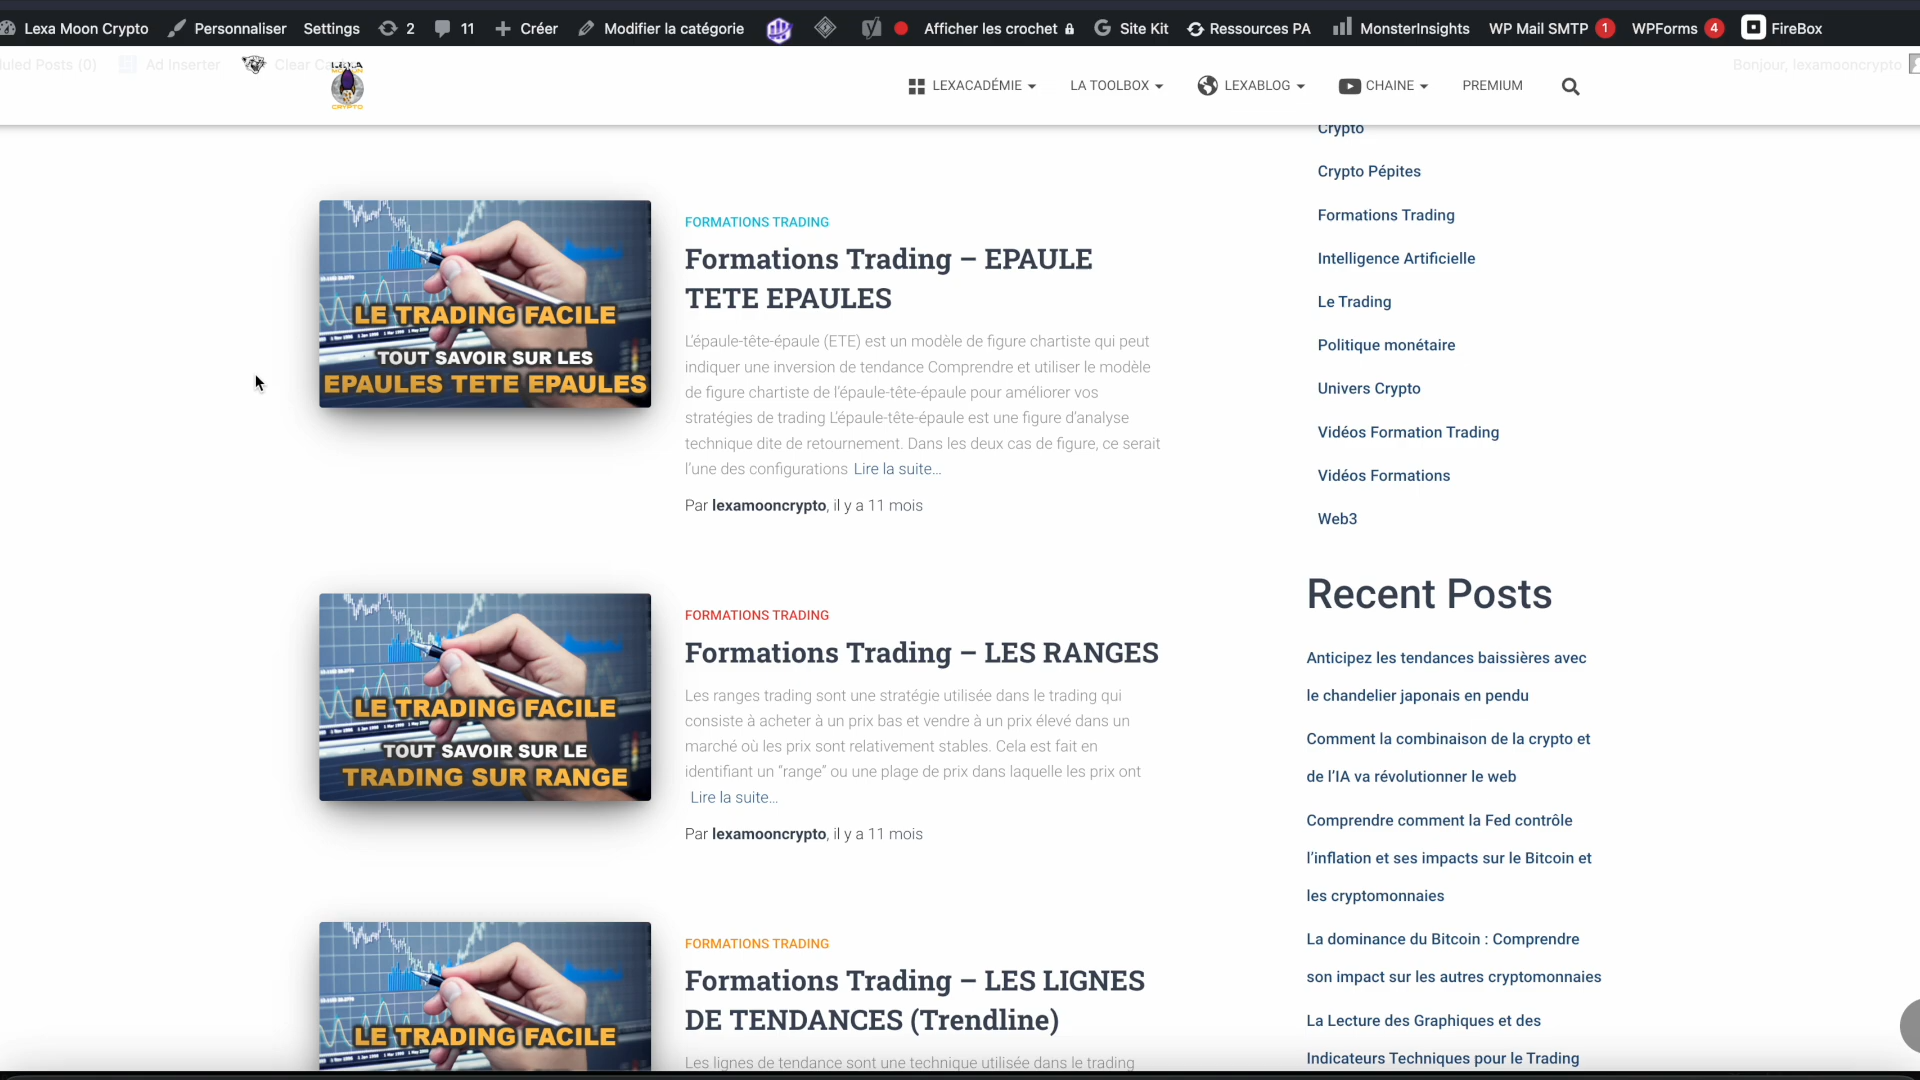 Lexa Moon Crypto
Personnaliser
Settings
2
11
Créer
Modifier la catégorie
Afficher les crochet
Site Kit
Ressources PA
MonsterInsights
WP Mail SMTP 1
WPForms 4
FireBox
uled Posts (0)
Ad Inserter
Clear
Bonjour, lexamooncrypto
LEXA
CRYPTO
LEXACADÉMIE
LA TOOLBOX
LEXABLOG
CHAINE
PREMIUM
LE TRADING FACILE
TOUT SAVOIR SUR LES
EPAULES TETE EPAULES
FORMATIONS TRADING
Formations Trading – EPAULE
TETE EPAULES
L'épaule-tête-épaule (ETE) est un modèle de figure chartiste qui peut
indiquer une inversion de tendance Comprendre et utiliser le modèle
de figure chartiste de l'épaule-tête-épaule pour améliorer vos
stratégies de trading L'épaule-tête-épaule est une figure d'analyse
technique dite de retournement. Dans les deux cas de figure, ce serait
l'une des configurations Lire la suite…
Par lexamooncrypto, il y a 11 mois
LE TRADING FACILE
TOUT SAVOIR SUR LE
TRADING SUR RANGE
FORMATIONS TRADING
Formations Trading – LES RANGES
Les ranges trading sont une stratégie utilisée dans le trading qui
consiste à acheter à un prix bas et vendre à un prix élevé dans un
marché où les prix sont relativement stables. Cela est fait en
identifiant un “range” ou une plage de prix dans laquelle les prix ont
Lire la suite…
Par lexamooncrypto, il y a 11 mois
LE TRADING FACILE
FORMATIONS TRADING
Formations Trading – LES LIGNES
DE TENDANCES (Trendline)
Les lignes de tendance sont une technique utilisée dans le trading
Crypto
Crypto Pépites
Formations Trading
Intelligence Artificielle
Le Trading
Politique monétaire
Univers Crypto
Vidéos Formation Trading
Vidéos Formations
Web3
Recent Posts
Anticipez les tendances baissières avec
le chandelier japonais en pendu
Comment la combinaison de la crypto et
de l'IA va révolutionner le web
Comprendre comment la Fed contrôle
l'inflation et ses impacts sur le Bitcoin et
les cryptomonnaies
La dominance du Bitcoin : Comprendre
son impact sur les autres cryptomonnaies
La Lecture des Graphiques et des
Indicateurs Techniques pour le Trading